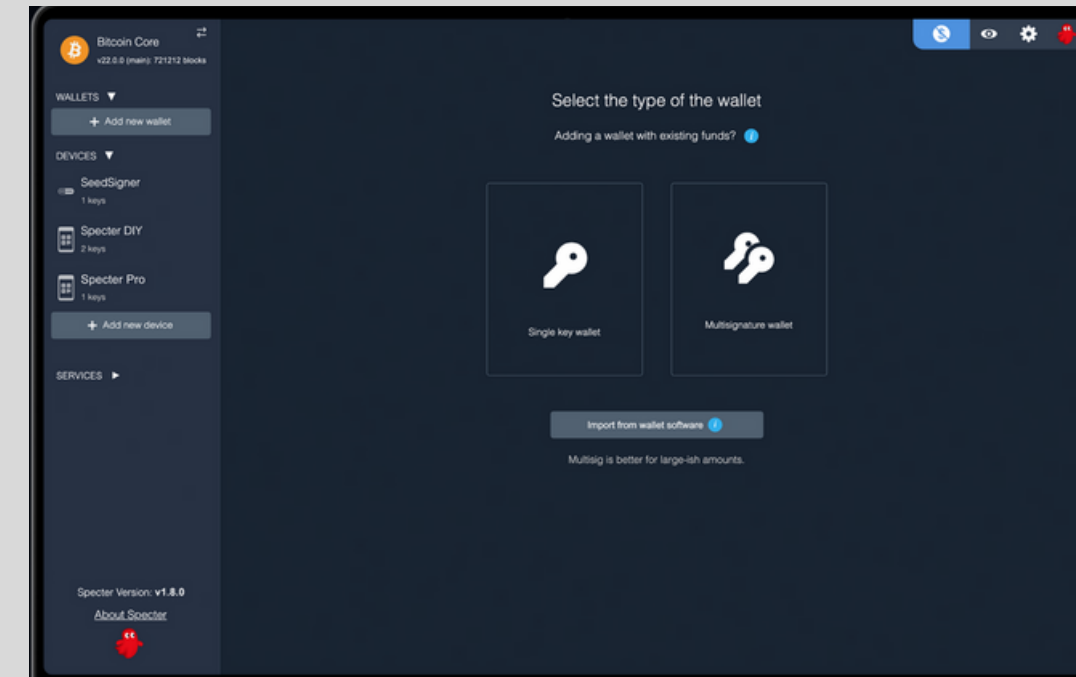 Bitcoin Core
v22.0.0 (main): 721212 blocks
WALLETS ▼
+ Add new wallet
DEVICES ▼
SeedSigner
1 keys
Specter DIY
2 keys
Specter Pro
1 keys
+ Add new device
SERVICES ►
Specter Version: v1.8.0
About Specter
Select the type of the wallet
Adding a wallet with existing funds? i
Single key wallet
Multisignature wallet
Import from wallet software i
Multisig is better for large-ish amounts.